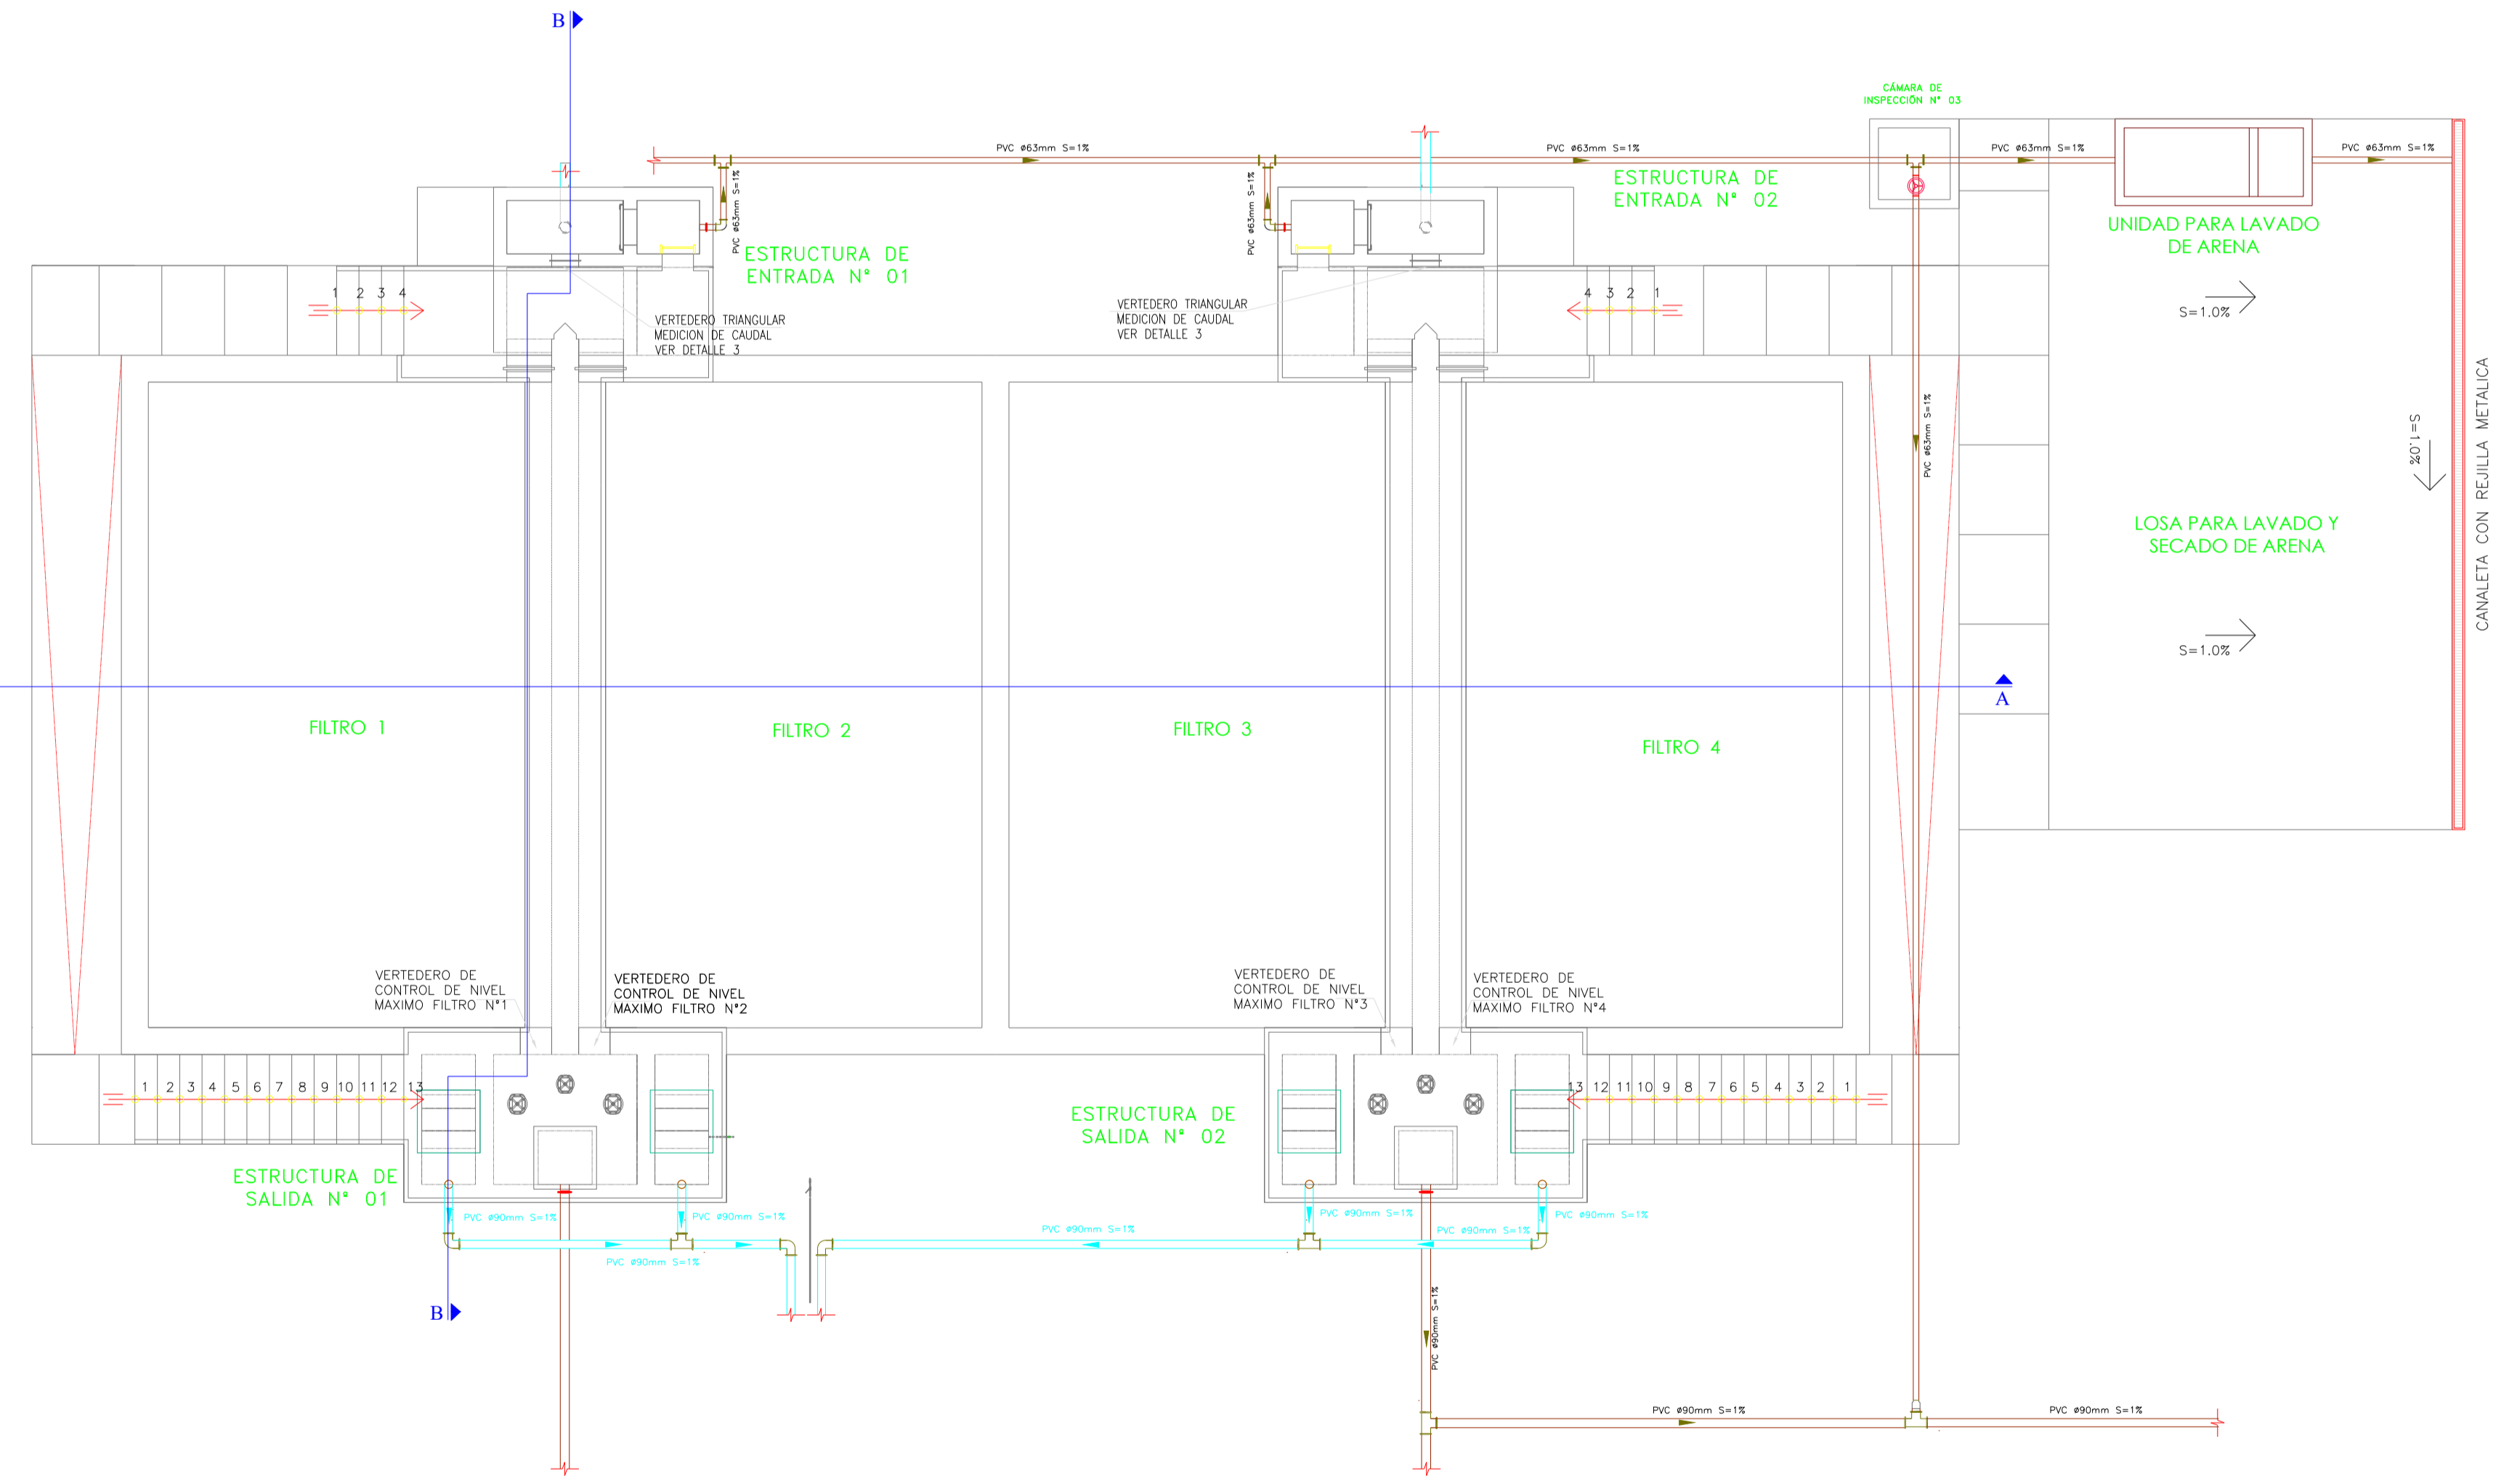 B
CÁMARA DE
INSPECCIÓN N° 03
PVC ø63mm S=1%
PVC ø63mm S=1%
PVC ø63mm S=1%
PVC ø63mm S=1%
PVC ø63mm S=1%
PVC ø63mm S=1%
ESTRUCTURA DE
ENTRADA N° 02
UNIDAD PARA LAVADO
DE ARENA
ESTRUCTURA DE
ENTRADA Nº 01
1 2 3 4
VERTEDERO TRIANGULAR
MEDICION DE CAUDAL
VER DETALLE 3
VERTEDERO TRIANGULAR
MEDICION DE CAUDAL
VER DETALLE 3
4 3 2 1
S=1.0%
PVC ø63mm S=1%
S=1.0%
CANALETA CON REJILLA METALICA
LOSA PARA LAVADO Y
SECADO DE ARENA
S=1.0%
A
FILTRO 1
FILTRO 2
FILTRO 3
FILTRO 4
VERTEDERO DE
CONTROL DE NIVEL
MAXIMO FILTRO N°1
VERTEDERO DE
CONTROL DE NIVEL
MAXIMO FILTRO N°2
VERTEDERO DE
CONTROL DE NIVEL
MAXIMO FILTRO N°3
VERTEDERO DE
CONTROL DE NIVEL
MAXIMO FILTRO N°4
1 2 3 4 5 6 7 8 9 10 11 12 13
13 12 11 10 9 8 7 6 5 4 3 2 1
ESTRUCTURA DE
SALIDA Nº 02
ESTRUCTURA DE
SALIDA Nº 01
PVC ø90mm S=1%
PVC ø90mm S=1%
PVC ø90mm S=1%
PVC ø90mm S=1%
PVC ø90mm S=1%
PVC ø90mm S=1%
PVC ø90mm S=1%
B
PVC ø90mm S=1%
PVC ø90mm S=1%
PVC ø90mm S=1%